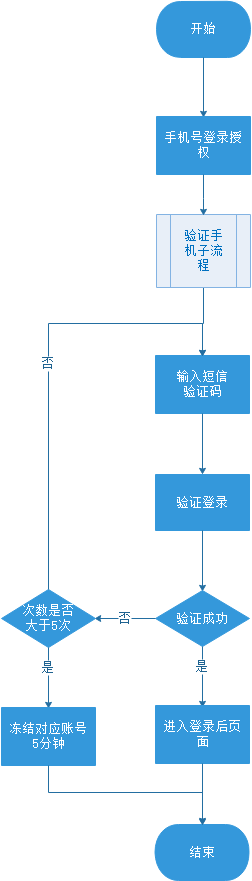 开始
手机号登录授
权
验证手
机子流
程
否
输入短信
验证码
验证登录
次数是否
大于5次
否
验证成功
是
是
冻结对应账号
5分钟
进入登录后页
面
结束